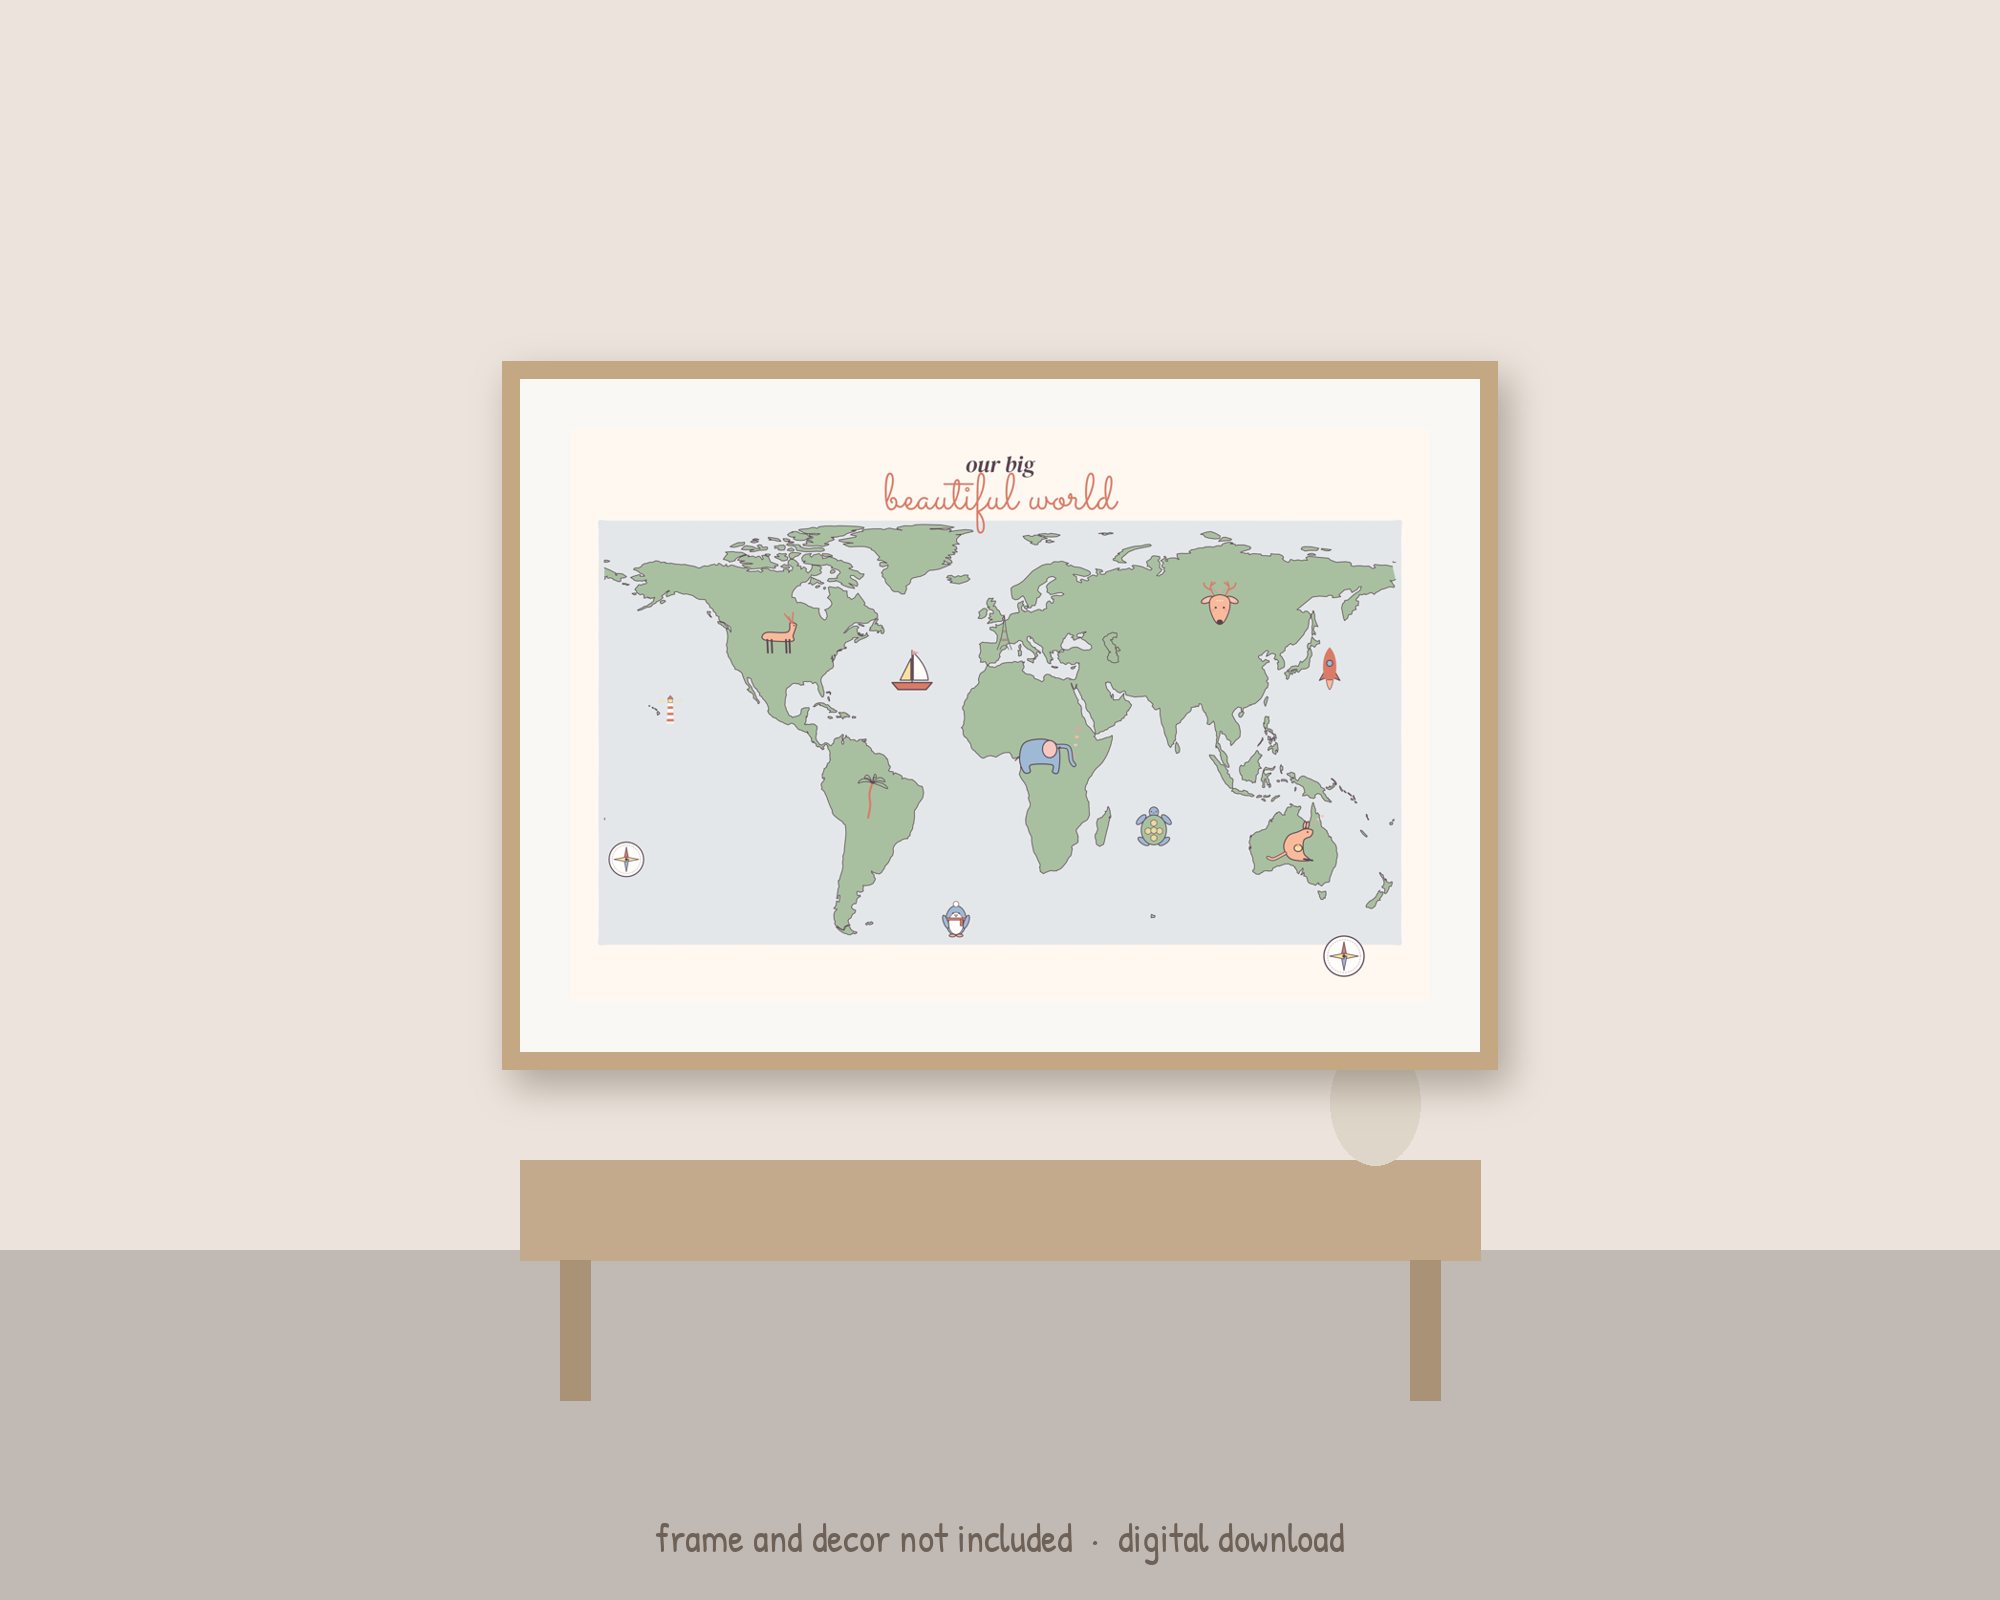 our big
beautiful world
frame and decor not included · digital download